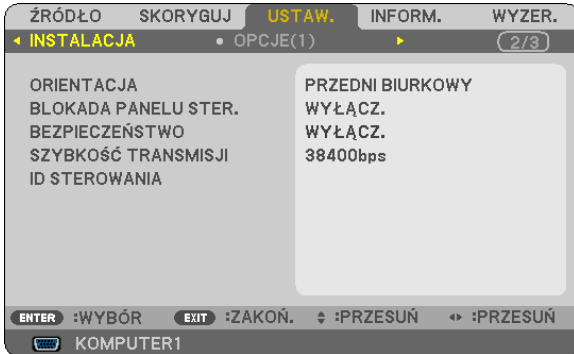 ŹRÓDŁO SKORYGUJ USTAW. INFORM. WYZER.
INSTALACJA OPCJE(1) 2/3
ORIENTACJA PRZEDNI BIURKOWY
BLOKADA PANELU STER. WYŁĄCZ.
BEZPIECZEŃSTWO WYŁĄCZ.
SZYBKOŚĆ TRANSMISJI 38400bps
ID STEROWANIA
ENTER :WYBÓR EXIT :ZAKOŃ. :PRZESUŃ :PRZESUŃ
KOMPUTER1